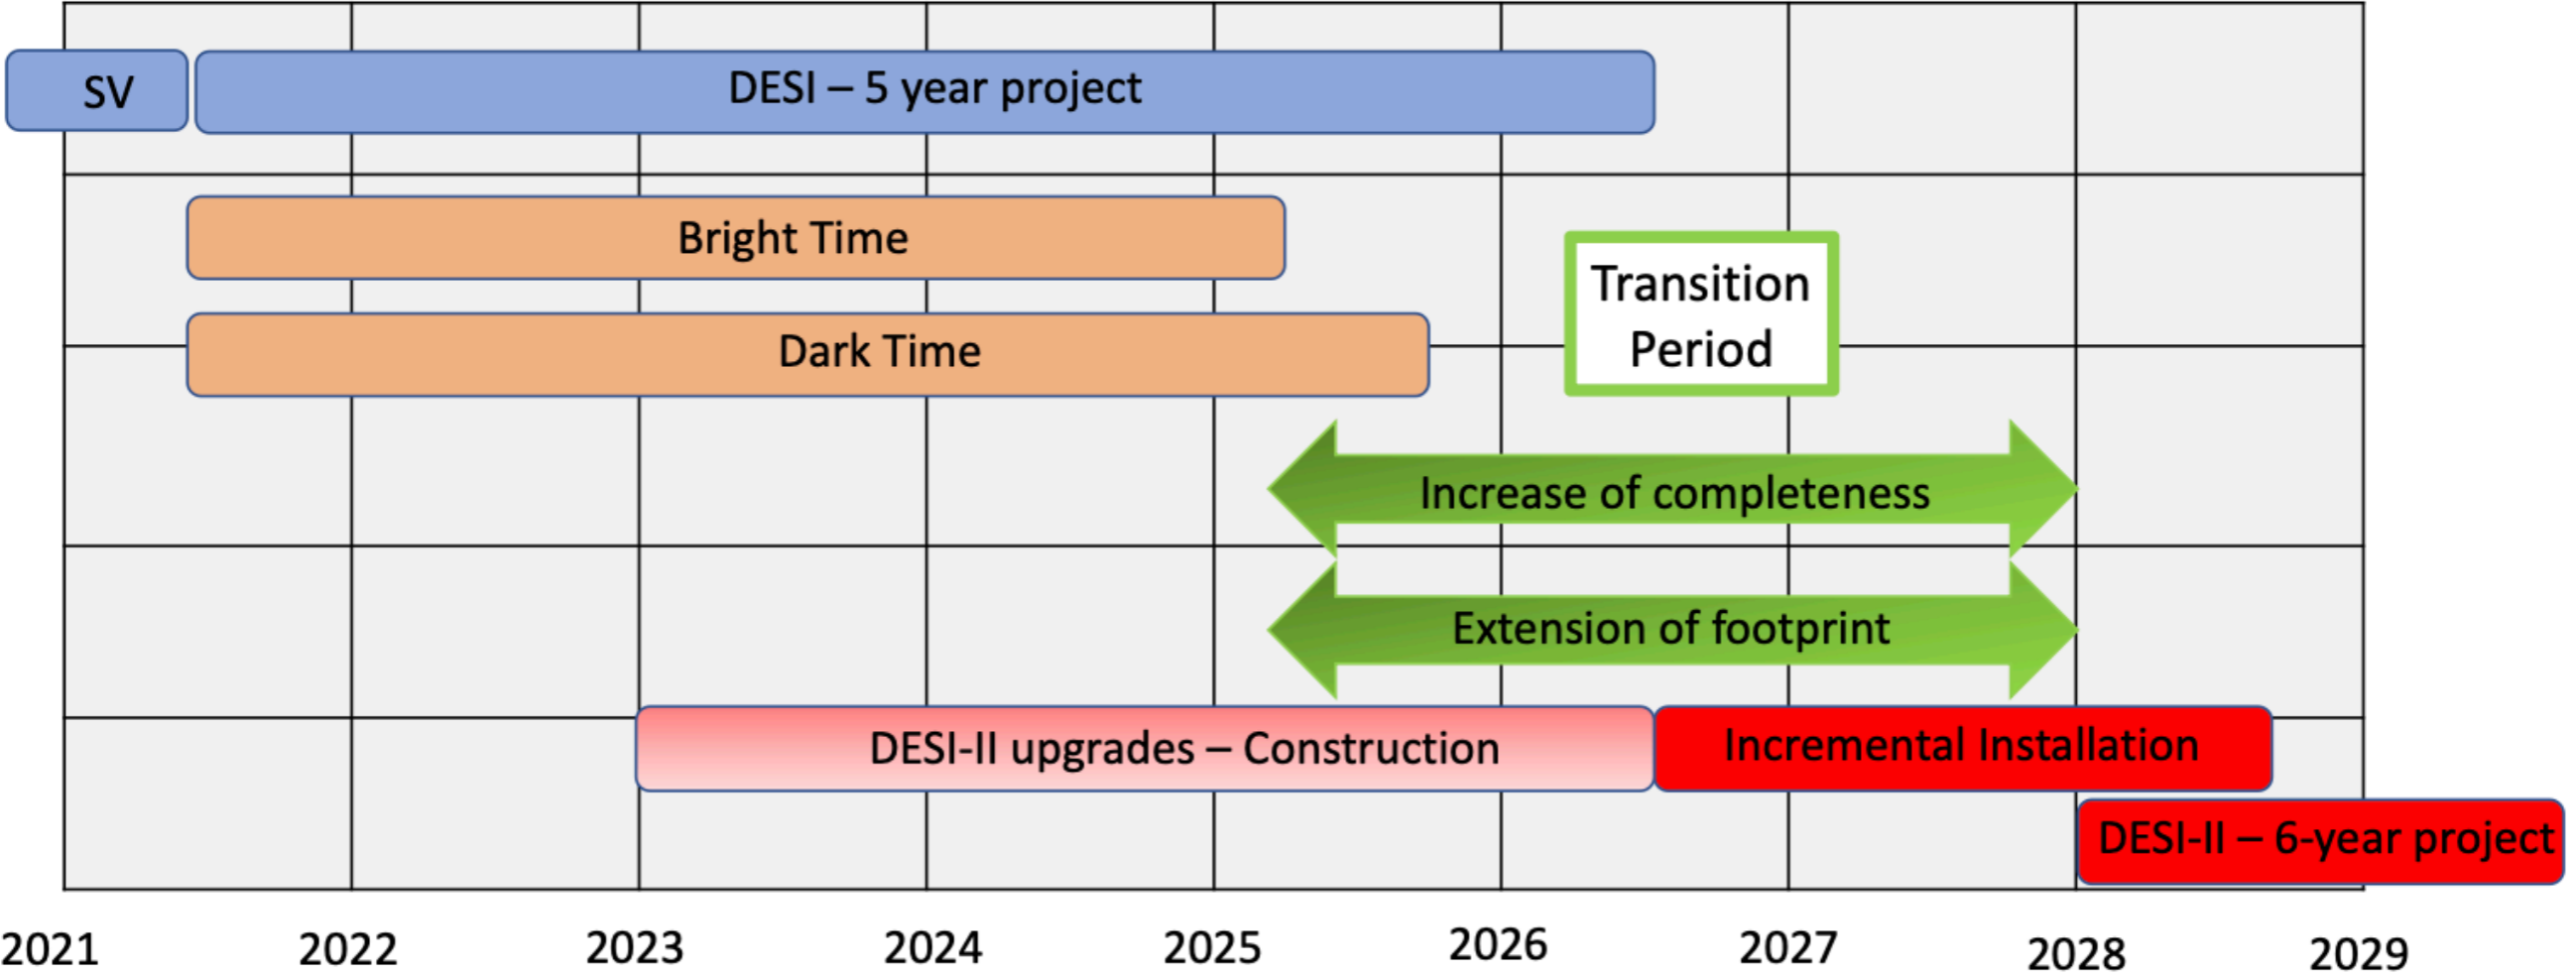 SV
DESI – 5 year project
Bright Time
Dark Time
Transition
Period
Increase of completeness
Extension of footprint
DESI-II upgrades – Construction
Incremental Installation
DESI-II – 6-year project
2021 2022 2023 2024 2025 2026 2027 2028 2029